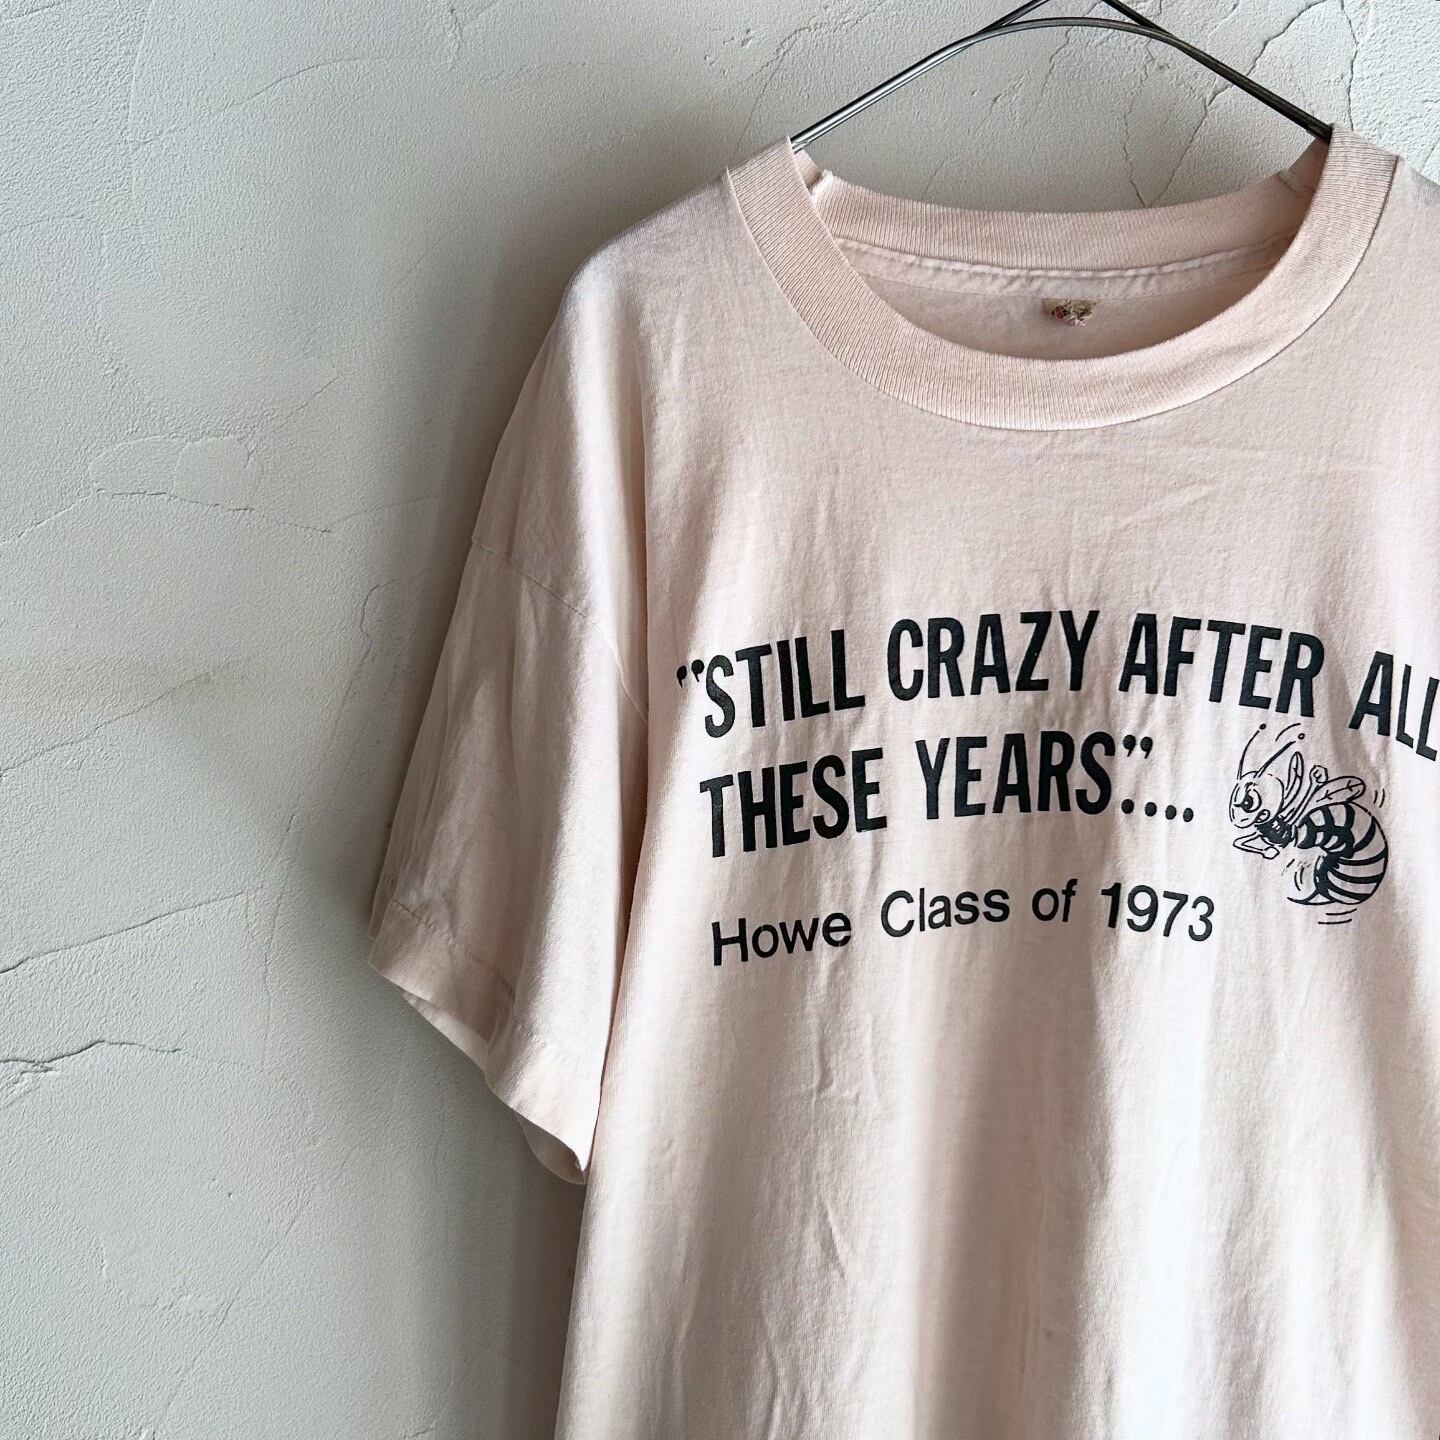 "STILL CRAZY AFTER ALL
THESE YEARS"....
Howe Class of 1973